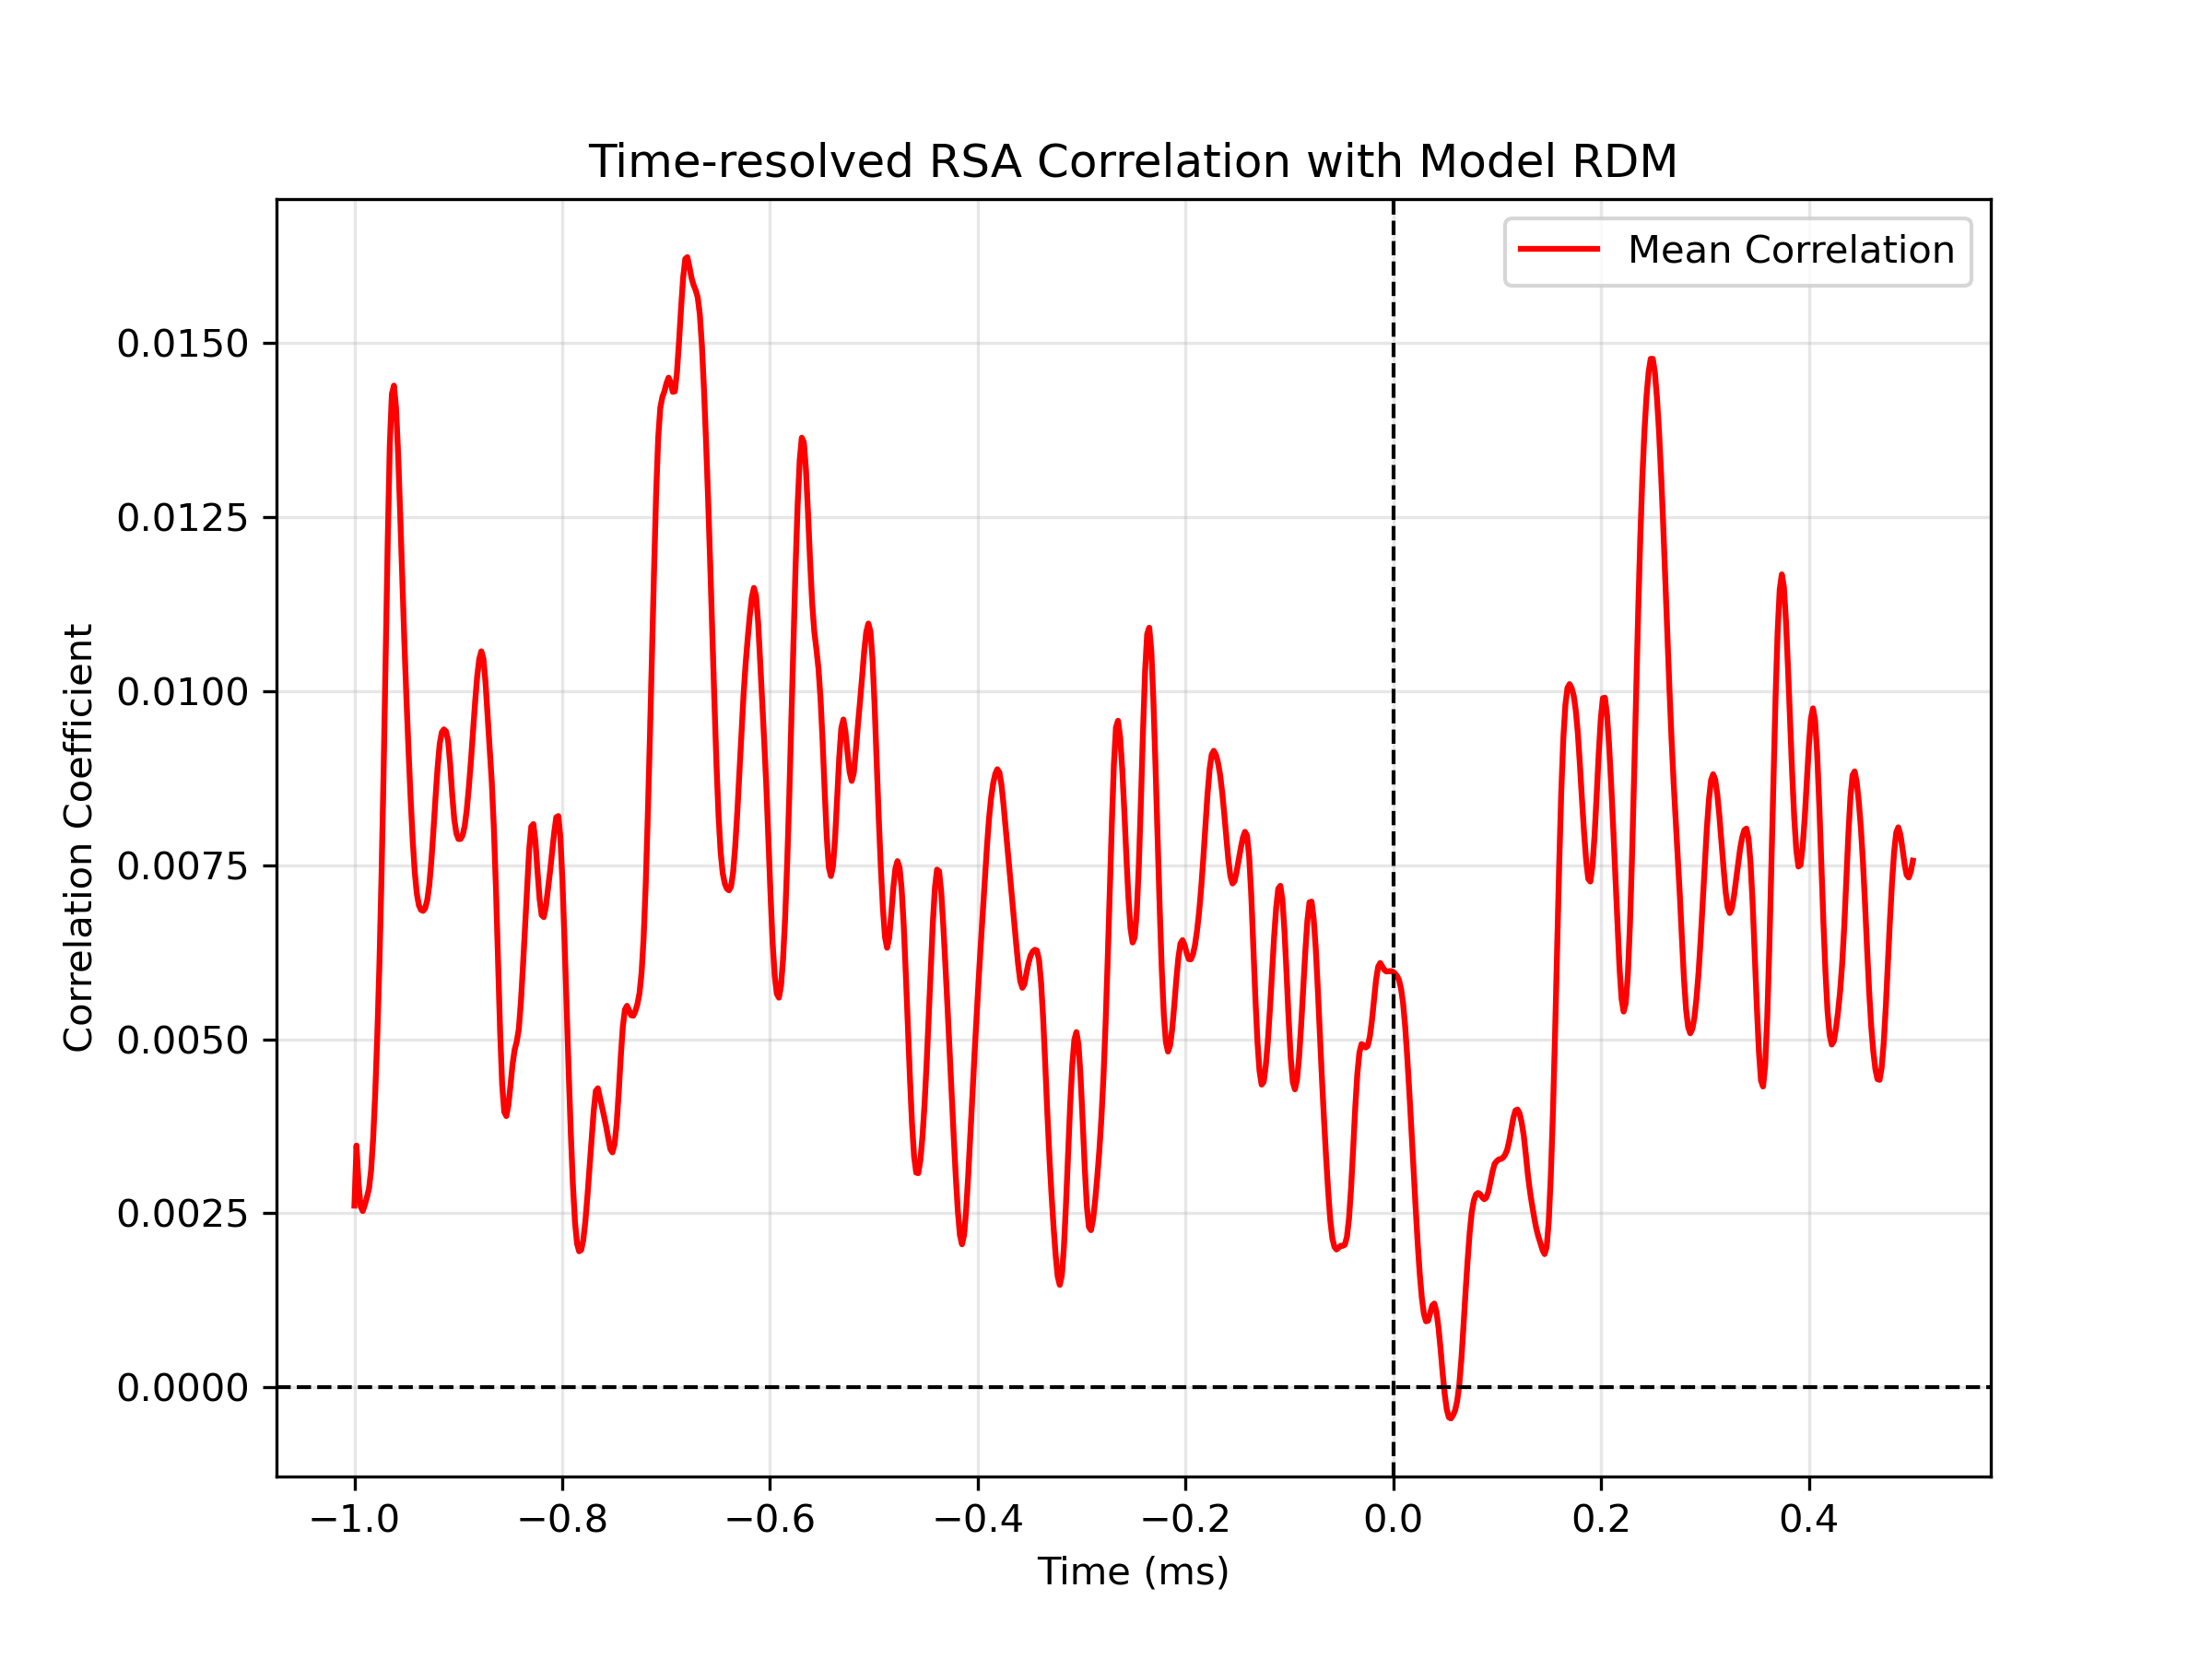 Time-resolved RSA Correlation with Model RDM
Mean Correlation
Correlation Coefficient
0.0150
0.0125
0.0100
0.0075
0.0050
0.0025
0.0000
−1.0 −0.8 −0.6 −0.4 −0.2 0.0 0.2 0.4
Time (ms)